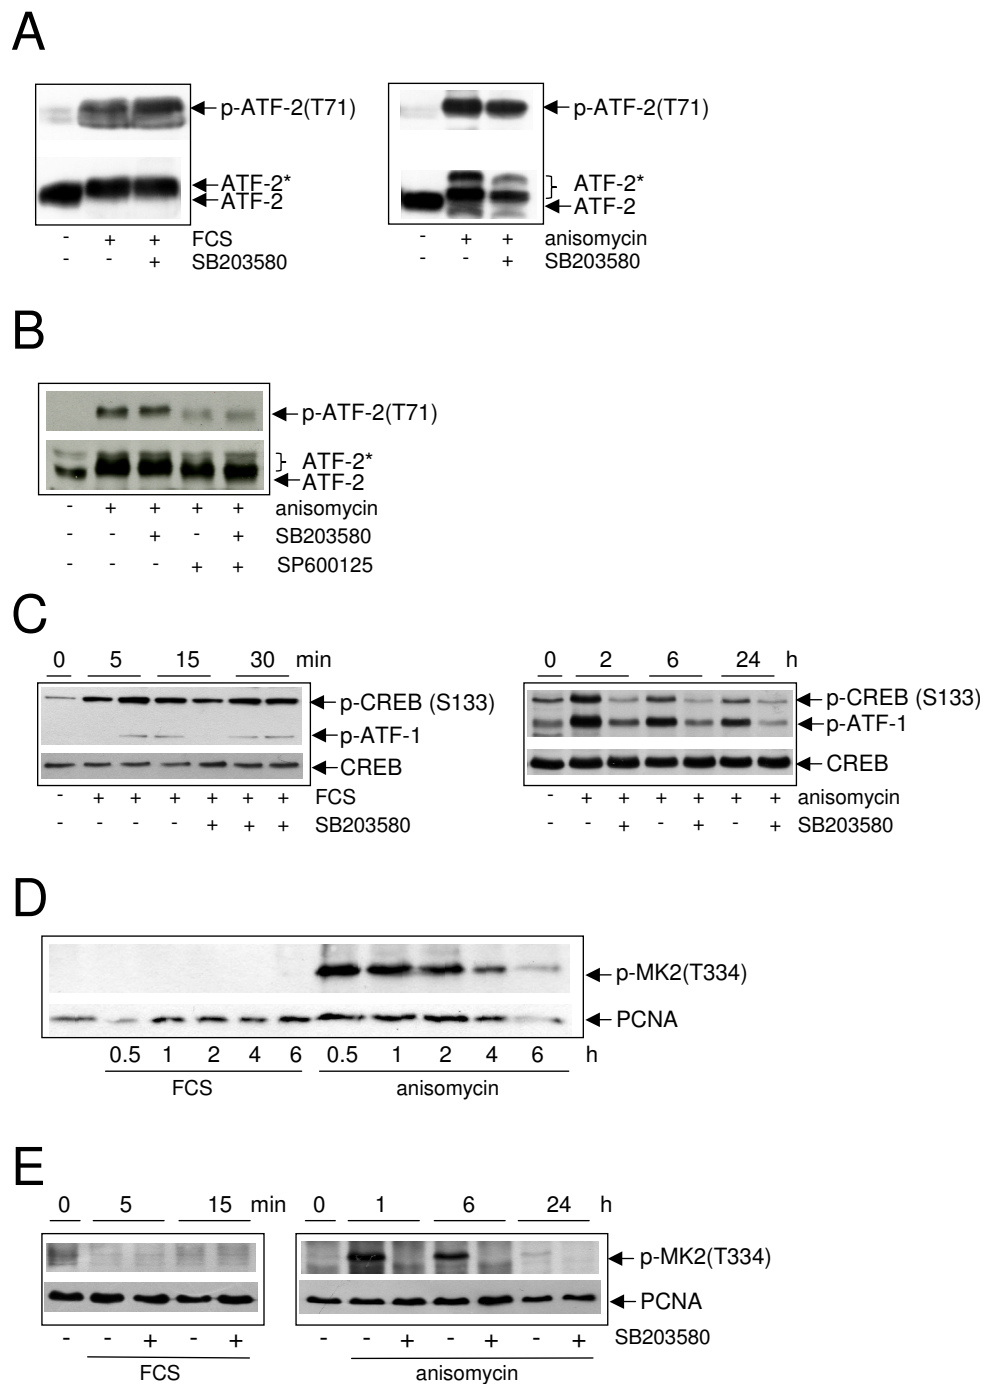 A
p-ATF-2(T71)
ATF-2*
ATF-2
- + + FCS
- - + SB203580
p-ATF-2(T71)
ATF-2*
ATF-2
- + + anisomycin
- - + SB203580
B
p-ATF-2(T71)
ATF-2*
ATF-2
- + + + + anisomycin
- - + - + SB203580
- - - + + SP600125
C
0 5 15 30 min
p-CREB (S133)
p-ATF-1
CREB
- + + + + + + FCS
- - - - + + + SB203580
0 2 6 24 h
p-CREB (S133)
p-ATF-1
CREB
- + + + + + + anisomycin
- - + - + - + SB203580
D
p-MK2(T334)
PCNA
0.5 1 2 4 6 0.5 1 2 4 6 h
FCS anisomycin
E
0 5 15 min 0 1 6 24 h
p-MK2(T334)
PCNA
- - + - + - - + - + - + SB203580
FCS anisomycin